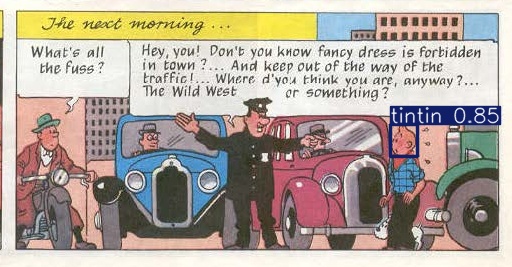 The next morning ...
What's all
the fuss?
Hey, you! Don't you know fancy dress is forbidden
in town?... And keep out of the way of the
traffic!... Where d'you think you are, anyway?...
The Wild West or something?
tintin 0.85